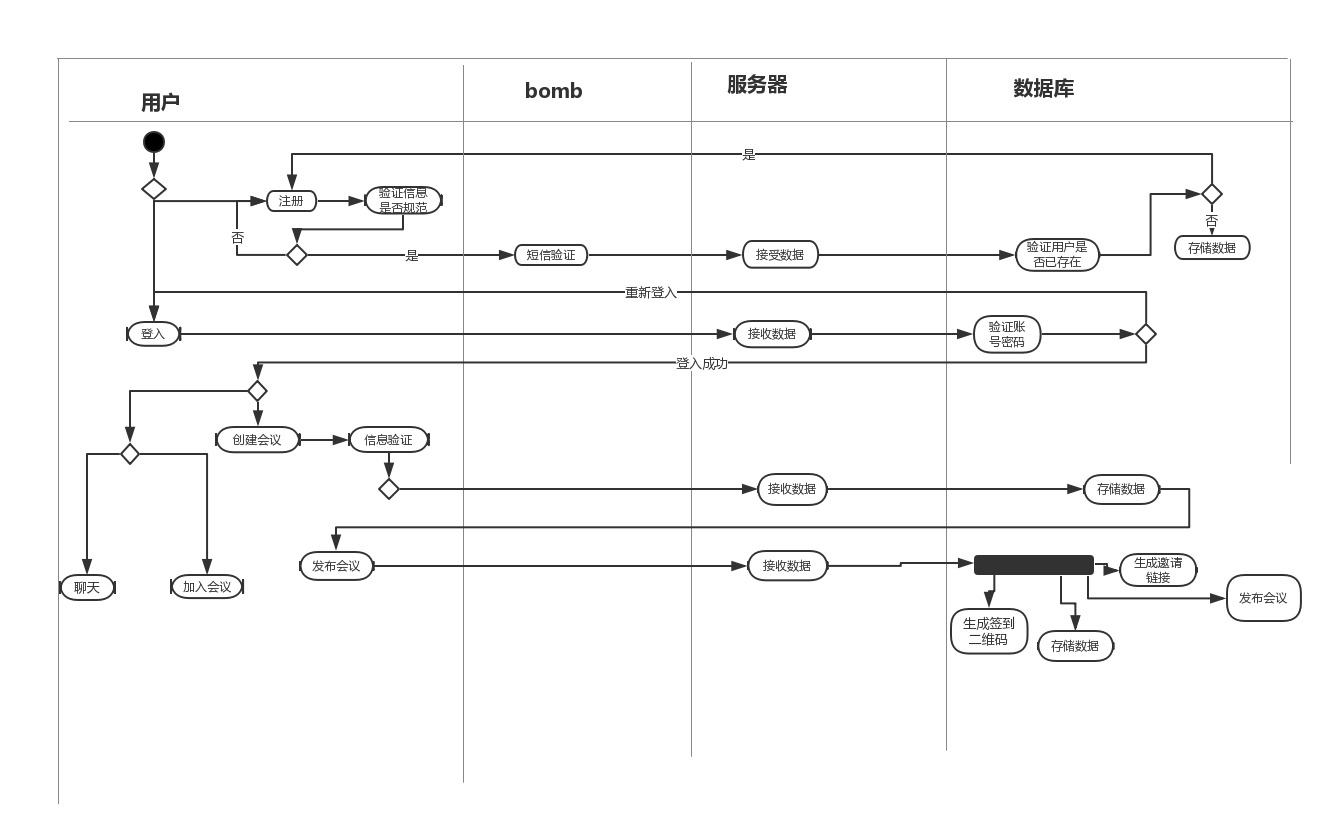 用户
bomb
服务器
数据库
是
注册
验证信息
是否规范
否
是
短信验证
接受数据
验证用户是
否已存在
否
存储数据
重新登入
登入
接收数据
验证账
号密码
登入成功
创建会议
信息验证
接收数据
存储数据
发布会议
接收数据
生成邀请
链接
聊天
加入会议
发布会议
生成签到
二维码
存储数据